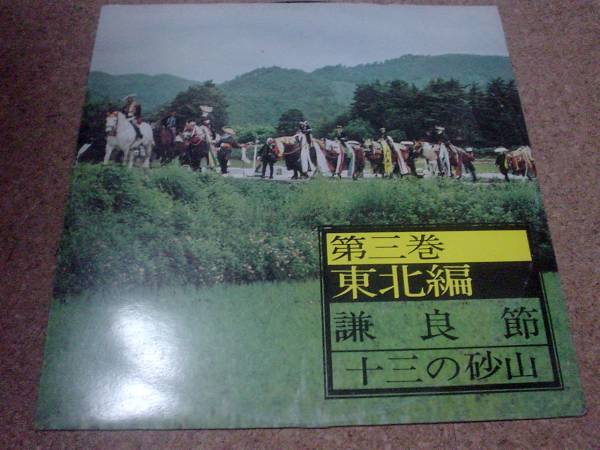 第三巻
東北編
謙良節
十三の砂山